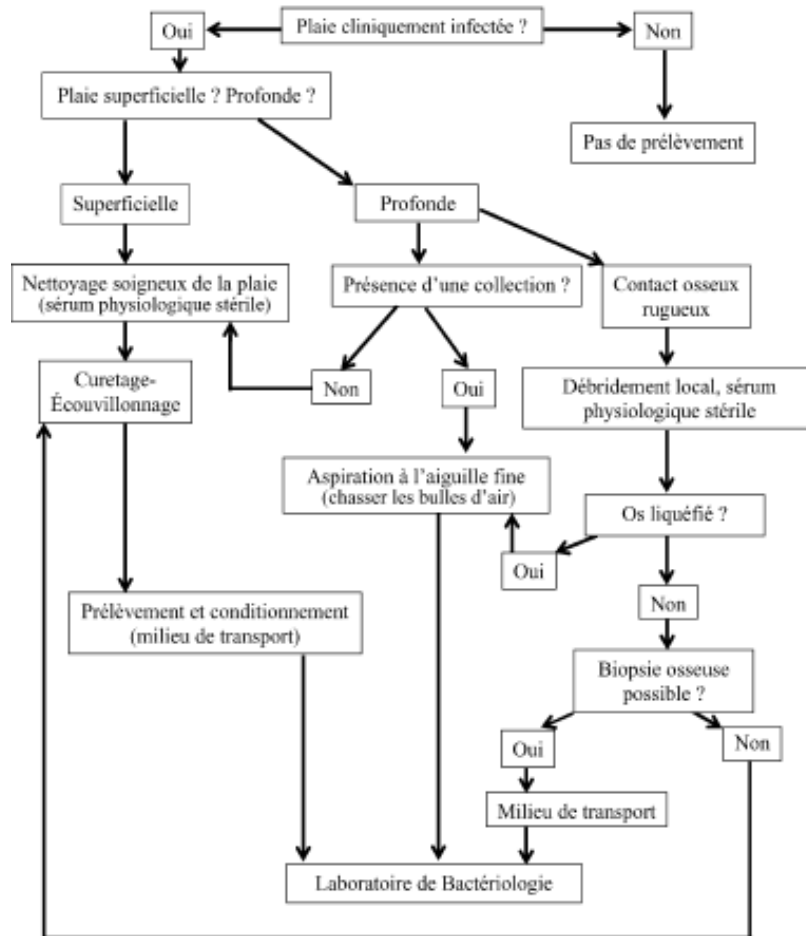 Oui
Plaie cliniquement infectée ?
Non
Plaie superficielle ? Profonde ?
Pas de prélèvement
Superficielle
Profonde
Nettoyage soigneux de la plaie
(sérum physiologique stérile)
Présence d'une collection ?
Contact osseux
rugueux
Curetage-
Écouvillonnage
Non
Oui
Débridement local, sérum
physiologique stérile
Aspiration à l'aiguille fine
(chasser les bulles d'air)
Os liquéfié ?
Oui
Non
Prélèvement et conditionnement
(milieu de transport)
Biopsie osseuse
possible ?
Oui
Non
Milieu de transport
Laboratoire de Bactériologie